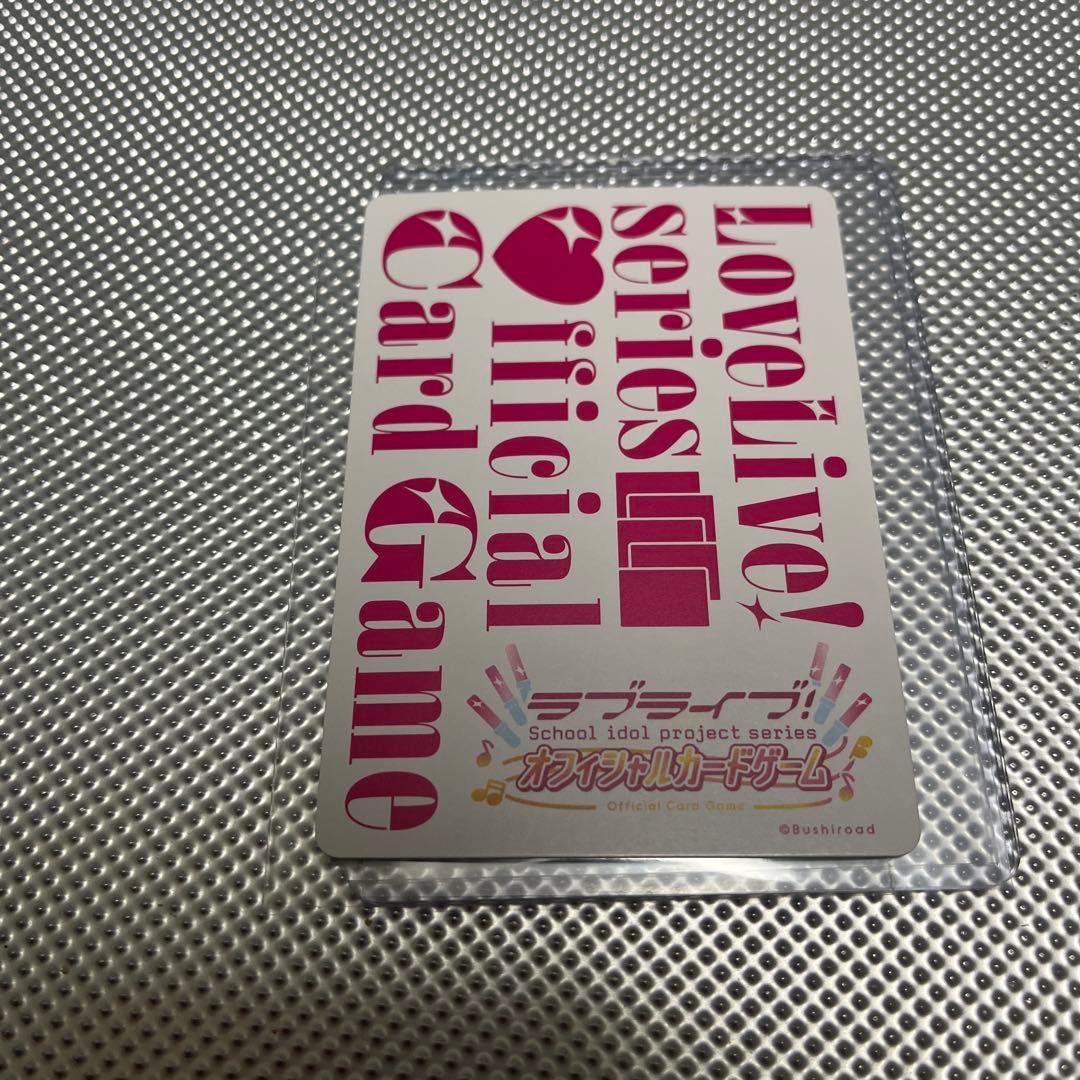 LoveLive!
series
Official
Card Game
ラブライブ!
School idol project series
オフィシャルカードゲーム
Official Card Game
©Bushiroad